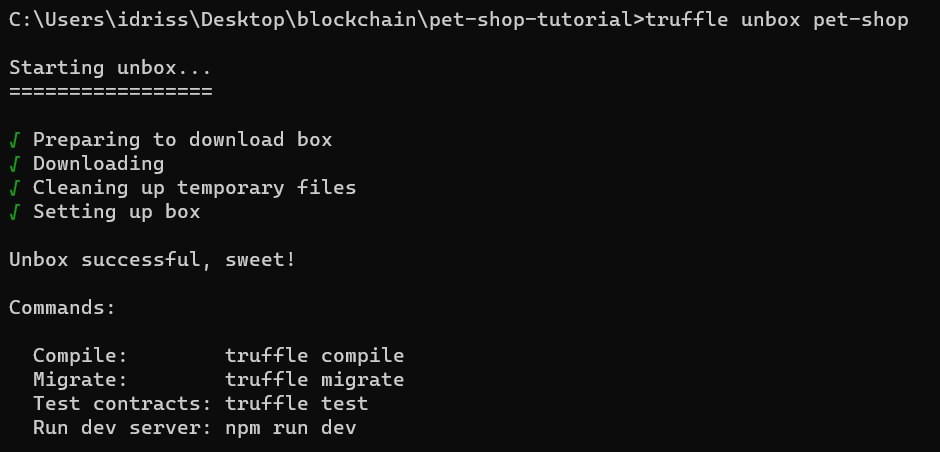 C:\Users\idriss\Desktop\blockchain\pet-shop-tutorial>truffle unbox pet-shop
Starting unbox...
=================
√ Preparing to download box
√ Downloading
√ Cleaning up temporary files
√ Setting up box
Unbox successful, sweet!
Commands:
Compile:        truffle compile
Migrate:        truffle migrate
Test contracts: truffle test
Run dev server: npm run dev